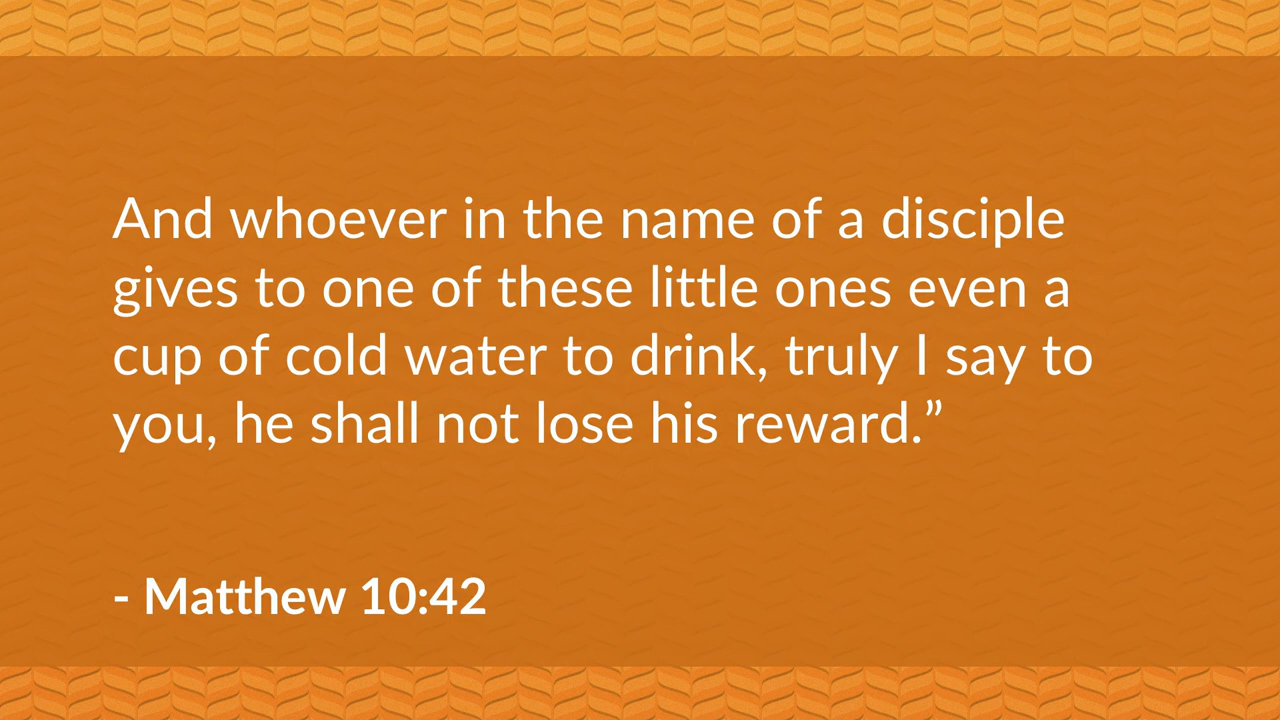 And whoever in the name of a disciple
gives to one of these little ones even a
cup of cold water to drink, truly I say to
you, he shall not lose his reward.”
- Matthew 10:42